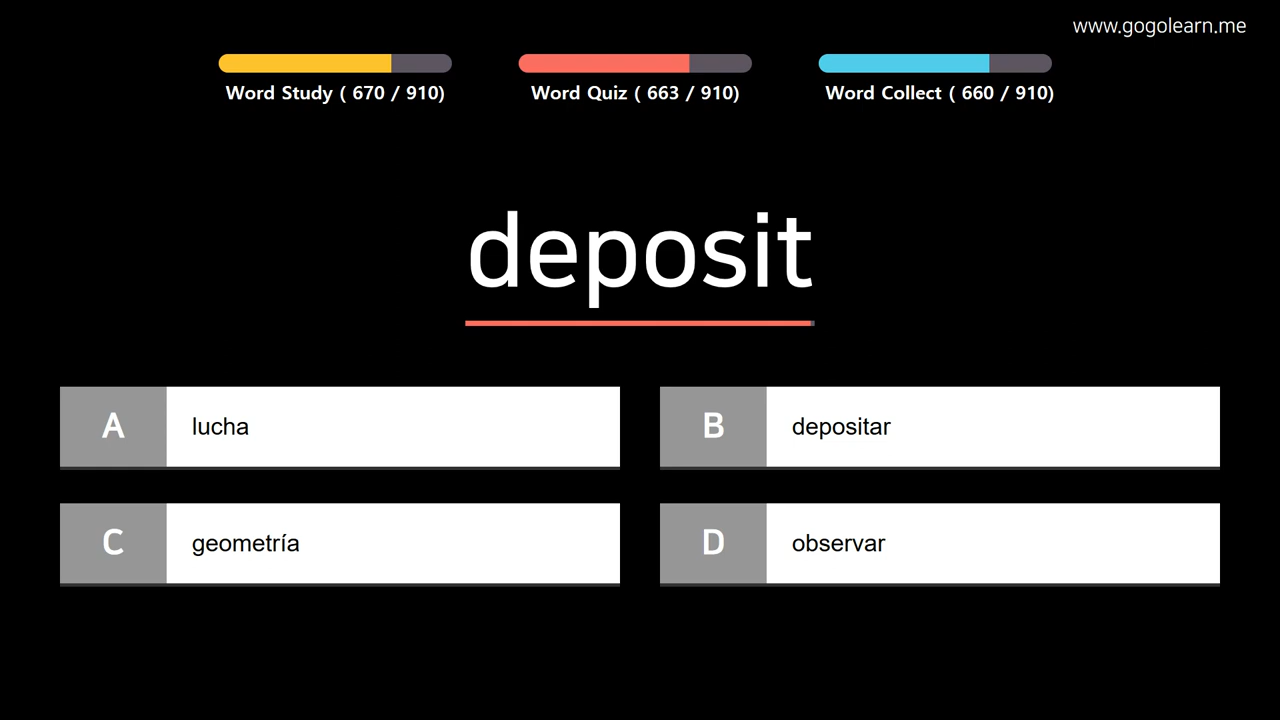 www.gogolearn.me
Word Study ( 670 / 910)
Word Quiz ( 663 / 910)
Word Collect ( 660 / 910)
deposit
A lucha
B depositar
C geometría
D observar